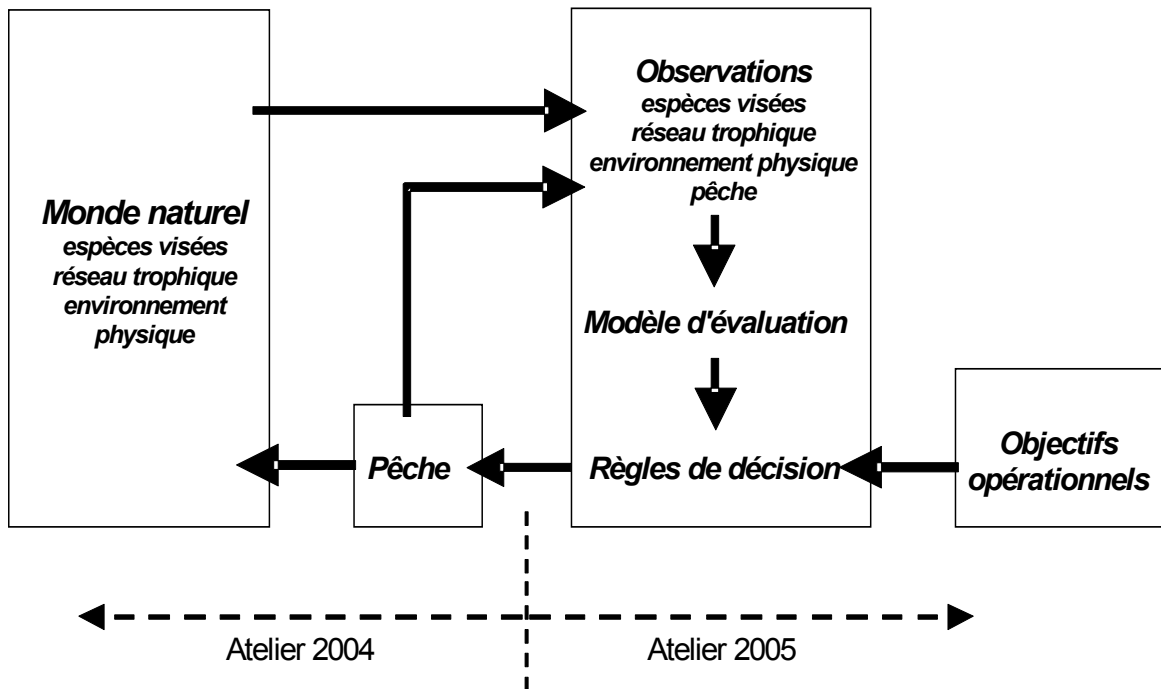 Monde naturel
espèces visées
réseau trophique
environnement
physique
Pêche
Observations
espèces visées
réseau trophique
environnement physique
pêche
Modèle d'évaluation
Règles de décision
Objectifs
opérationnels
Atelier 2004
Atelier 2005